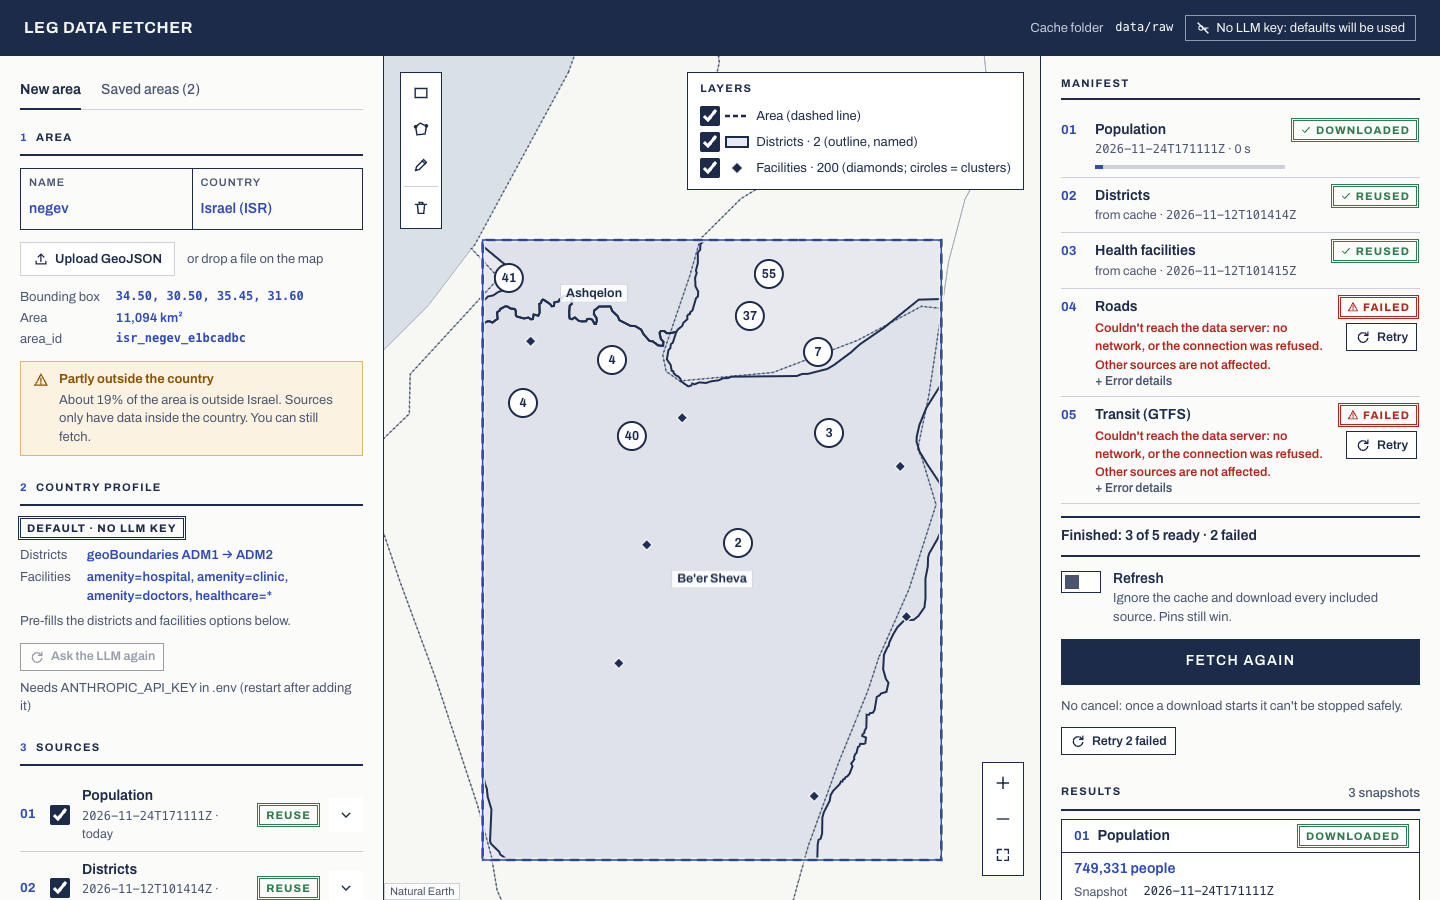 LEG DATA FETCHER
Cache folder data/raw
No LLM key: defaults will be used
New area
Saved areas (2)
1 AREA
NAME
negev
COUNTRY
Israel (ISR)
Upload GeoJSON
or drop a file on the map
Bounding box 34.50, 30.50, 35.45, 31.60
Area 11,094 km²
area_id isr_negev_e1bcadbc
Partly outside the country
About 19% of the area is outside Israel. Sources
only have data inside the country. You can still
fetch.
2 COUNTRY PROFILE
DEFAULT · NO LLM KEY
Districts geoBoundaries ADM1 → ADM2
Facilities amenity=hospital, amenity=clinic,
amenity=doctors, healthcare=*
Pre-fills the districts and facilities options below.
Ask the LLM again
Needs ANTHROPIC_API_KEY in .env (restart after adding
it)
3 SOURCES
01 Population
2026-11-24T171111Z ·
today
REUSE
02 Districts
2026-11-12T101414Z ·
REUSE
LAYERS
Area (dashed line)
Districts · 2 (outline, named)
Facilities · 200 (diamonds; circles = clusters)
41
55
Ashqelon
37
4
7
4
40
3
2
Be'er Sheva
Natural Earth
MANIFEST
01 Population
DOWNLOADED
2026-11-24T171111Z · 0 s
02 Districts
REUSED
from cache · 2026-11-12T101414Z
03 Health facilities
REUSED
from cache · 2026-11-12T101415Z
04 Roads
FAILED
Couldn't reach the data server: no
network, or the connection was refused.
Other sources are not affected.
+ Error details
Retry
05 Transit (GTFS)
FAILED
Couldn't reach the data server: no
network, or the connection was refused.
Other sources are not affected.
+ Error details
Retry
Finished: 3 of 5 ready · 2 failed
Refresh
Ignore the cache and download every included
source. Pins still win.
FETCH AGAIN
No cancel: once a download starts it can't be stopped safely.
Retry 2 failed
RESULTS
3 snapshots
01 Population
DOWNLOADED
749,331 people
Snapshot 2026-11-24T171111Z